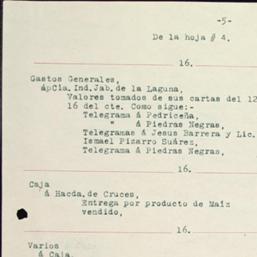 -5-
De la hoja # 4.
16.
Gastos Generales,
áp Cía. Ind. Jab. de la Laguna,
Valores tomados de sus cartas del 12
16 del cte. Como sigue:-
Telegrama á Pedriceña,
" á Piedras Negras,
Telegramas á Jesus Barrera y Lic.
Ismael Pizarro Suárez,
Telegrama á Piedras Negras,
16.
Caja
á Hacda. de Cruces,
Entrega por producto de Maíz
vendido,
16.
Varios
á Caja.